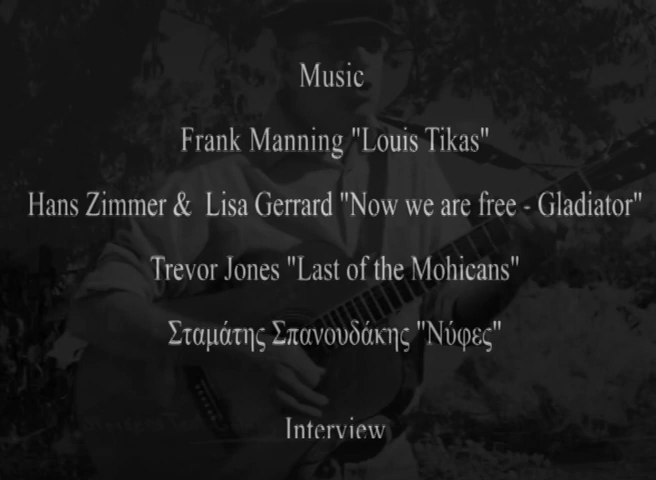 Music
Frank Manning "Louis Tikas"
Hans Zimmer & Lisa Gerrard "Now we are free - Gladiator"
Trevor Jones "Last of the Mohicans"
Σταμάτης Σπανουδάκης "Νύφες"
Interview